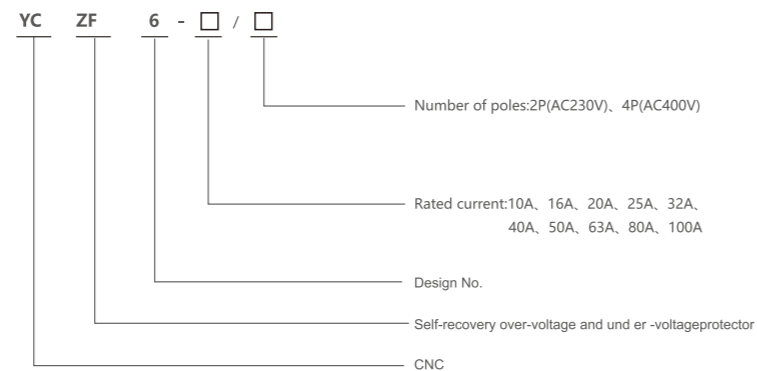 YC ZF 6 - □ / □
Number of poles:2P(AC230V)、4P(AC400V)
Rated current:10A、16A、20A、25A、32A、
40A、50A、63A、80A、100A
Design No.
Self-recovery over-voltage and und er -voltageprotector
CNC